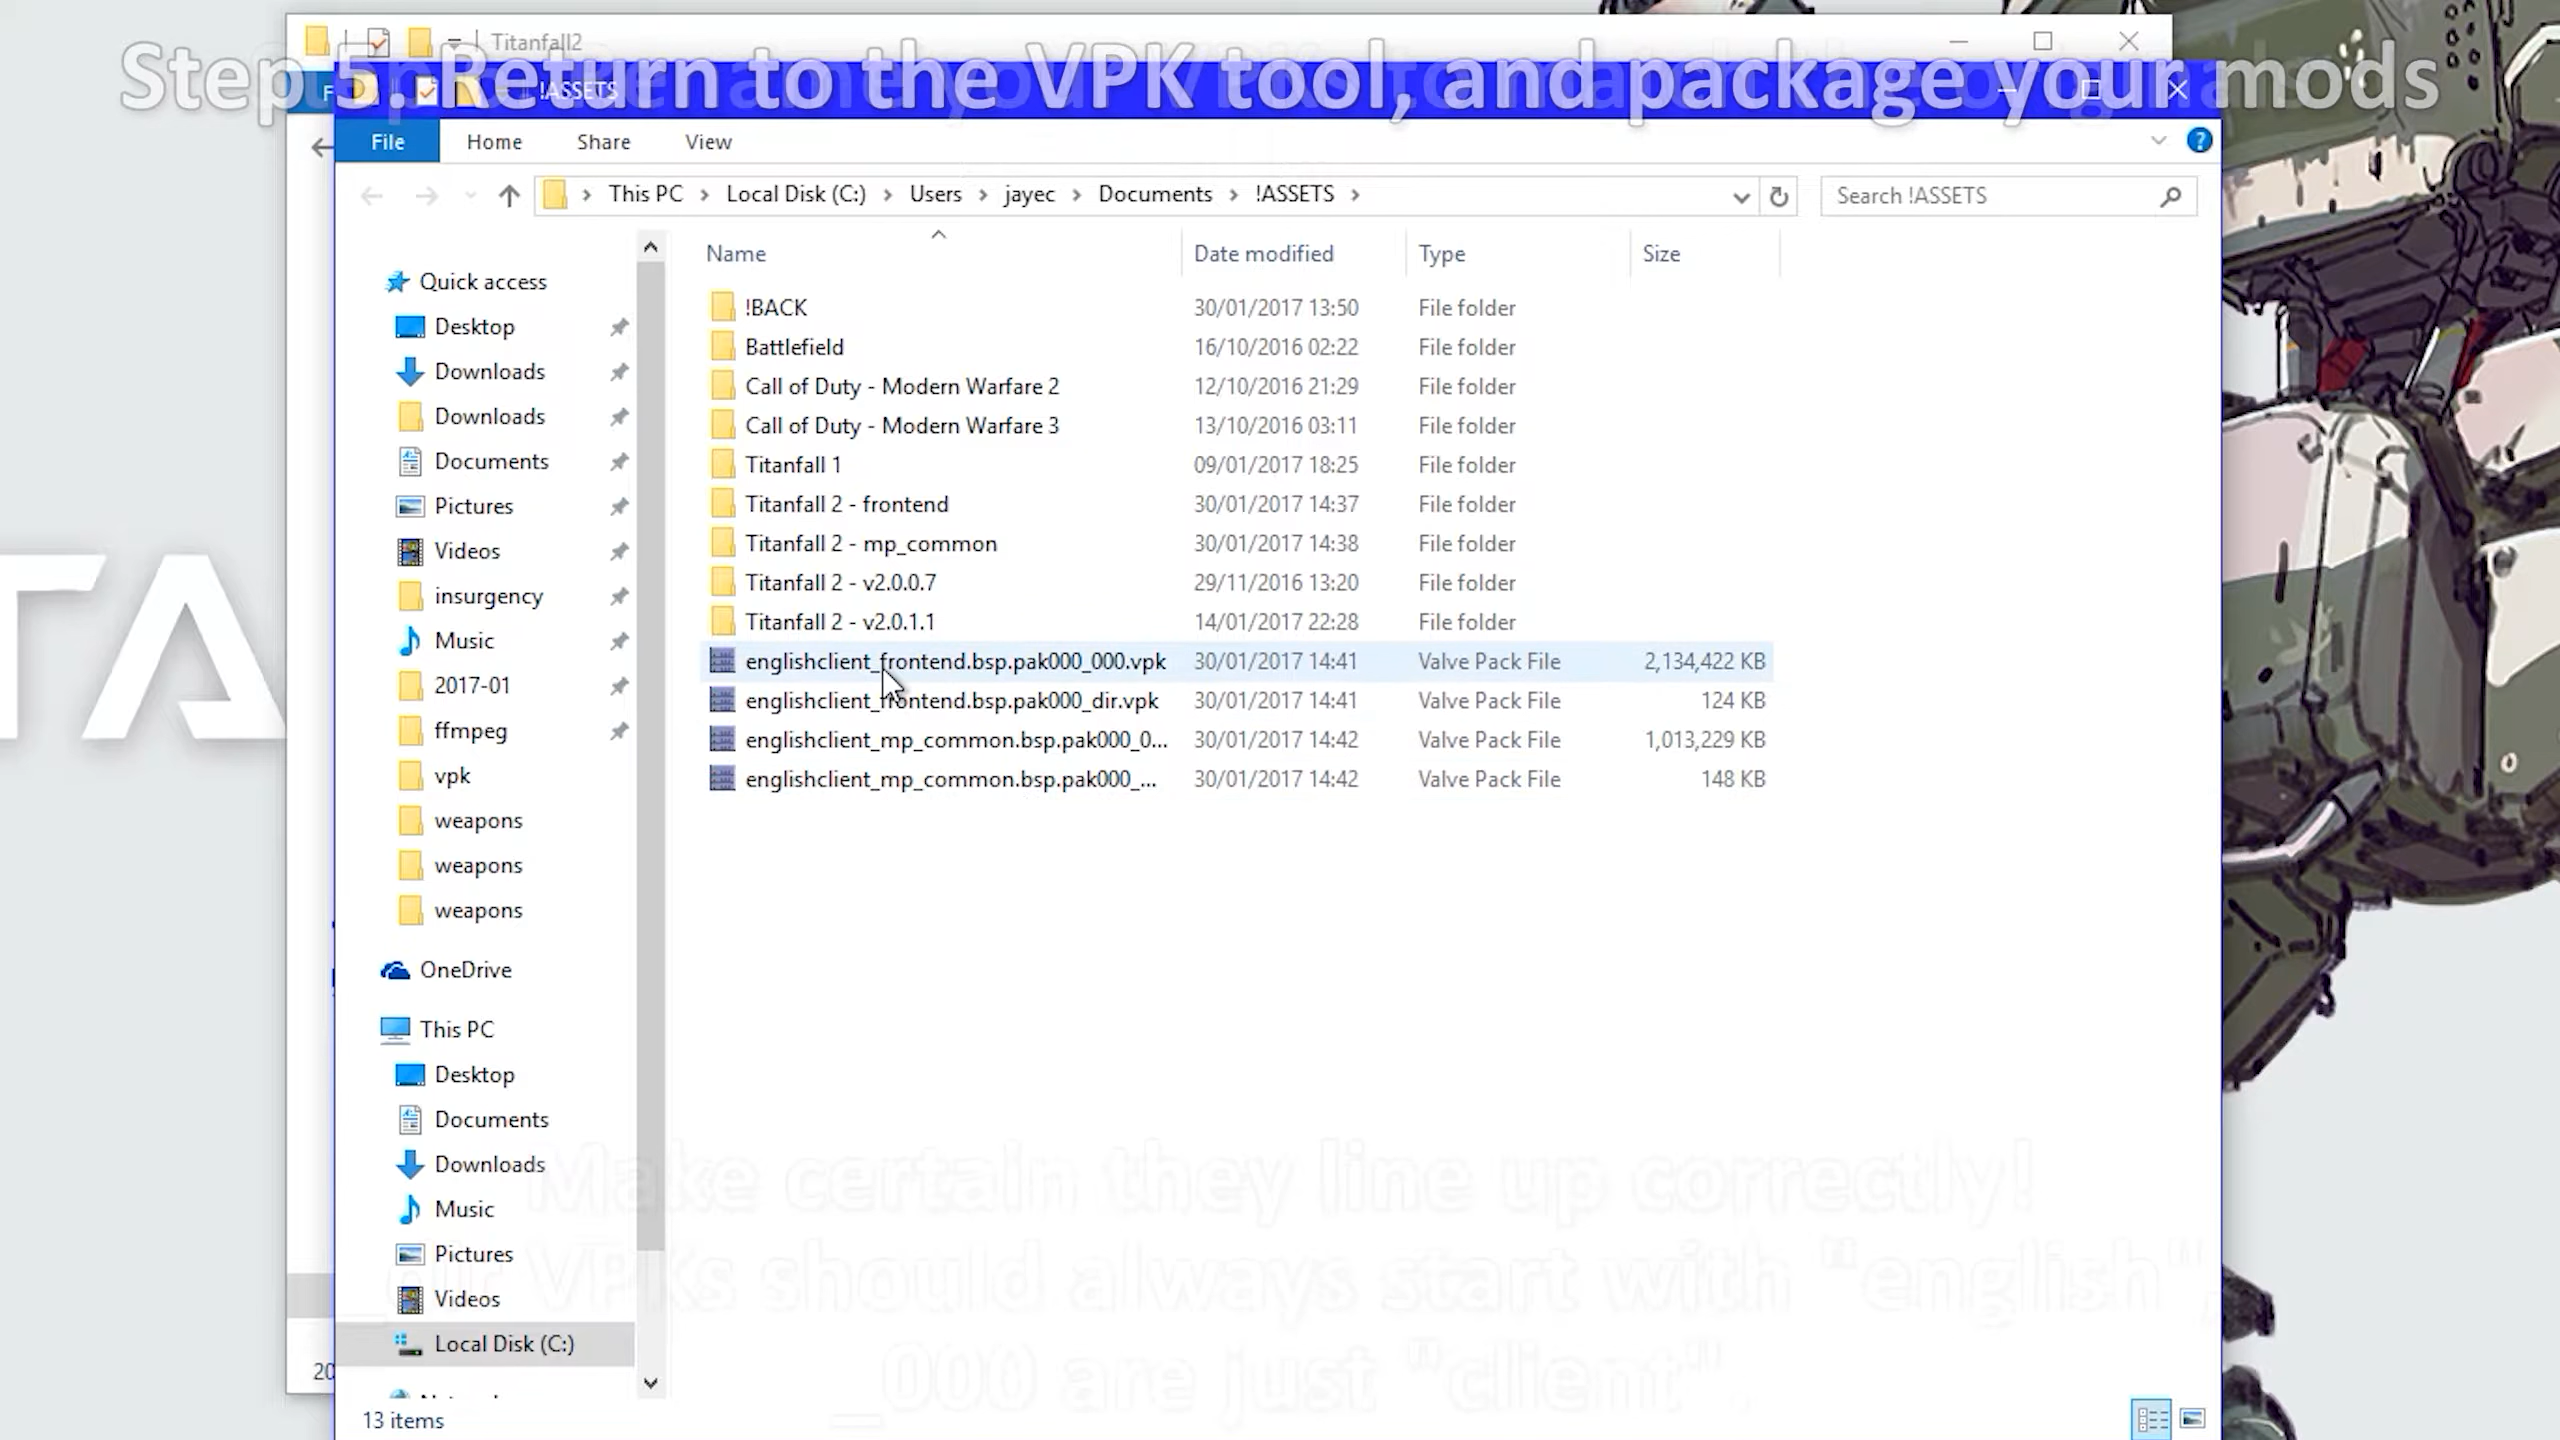 Titanfall2
Step 5. Return to the VPK tool, and package your mods
!ASSETS
File Home Share View
This PC Local Disk (C:) Users jayec Documents !ASSETS
Search !ASSETS
Name Date modified Type Size
Quick access
Desktop
Downloads
Downloads
Documents
Pictures
Videos
insurgency
Music
2017-01
ffmpeg
vpk
weapons
weapons
weapons
OneDrive
This PC
Desktop
Documents
Downloads
Music
Pictures
Videos
Local Disk (C:)
!BACK 30/01/2017 13:50 File folder
Battlefield 16/10/2016 02:22 File folder
Call of Duty - Modern Warfare 2 12/10/2016 21:29 File folder
Call of Duty - Modern Warfare 3 13/10/2016 03:11 File folder
Titanfall 1 09/01/2017 18:25 File folder
Titanfall 2 - frontend 30/01/2017 14:37 File folder
Titanfall 2 - mp_common 30/01/2017 14:38 File folder
Titanfall 2 - v2.0.0.7 29/11/2016 13:20 File folder
Titanfall 2 - v2.0.1.1 14/01/2017 22:28 File folder
englishclient_frontend.bsp.pak000_000.vpk 30/01/2017 14:41 Valve Pack File 2,134,422 KB
englishclient_frontend.bsp.pak000_dir.vpk 30/01/2017 14:41 Valve Pack File 124 KB
englishclient_mp_common.bsp.pak000_0... 30/01/2017 14:42 Valve Pack File 1,013,229 KB
englishclient_mp_common.bsp.pak000_... 30/01/2017 14:42 Valve Pack File 148 KB
Make certain they line up correctly!
_dir VPKs should always start with "english",
_000 are just "client".
13 items